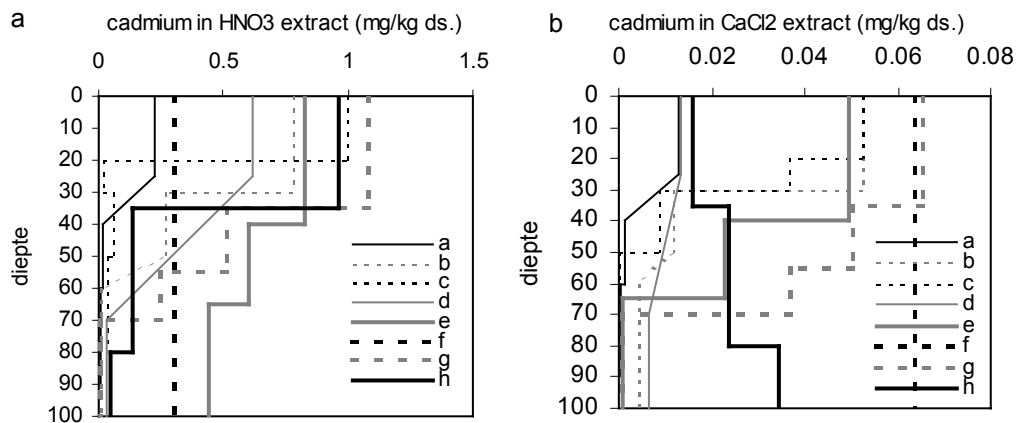 a
cadmium in HNO3 extract (mg/kg ds.)
0 0.5 1 1.5
0
10
20
30
40
50
60
70
80
90
100
diepte
a
b
c
d
e
f
g
h
b
cadmium in CaCl2 extract (mg/kg ds.)
0 0.02 0.04 0.06 0.08
0
10
20
30
40
50
60
70
80
90
100
diepte
a
b
c
d
e
f
g
h